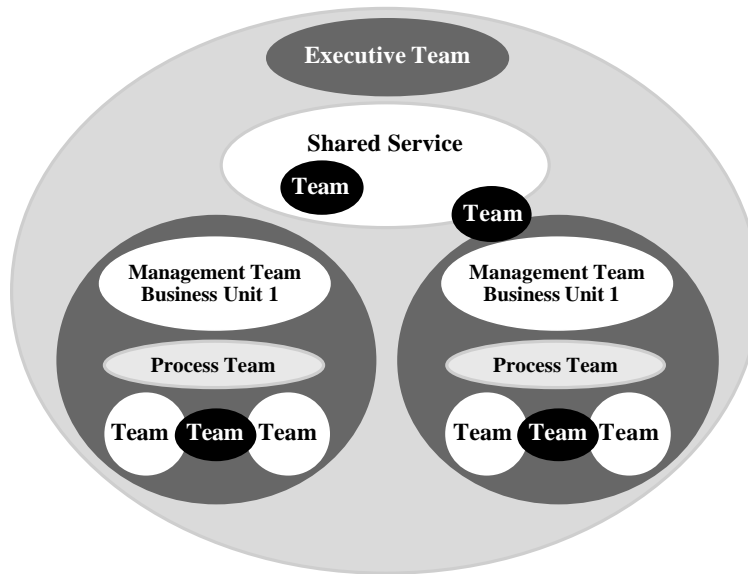 Executive Team
Shared Service
Team
Team
Management Team
Business Unit 1
Process Team
Team Team Team
Management Team
Business Unit 1
Process Team
Team Team Team